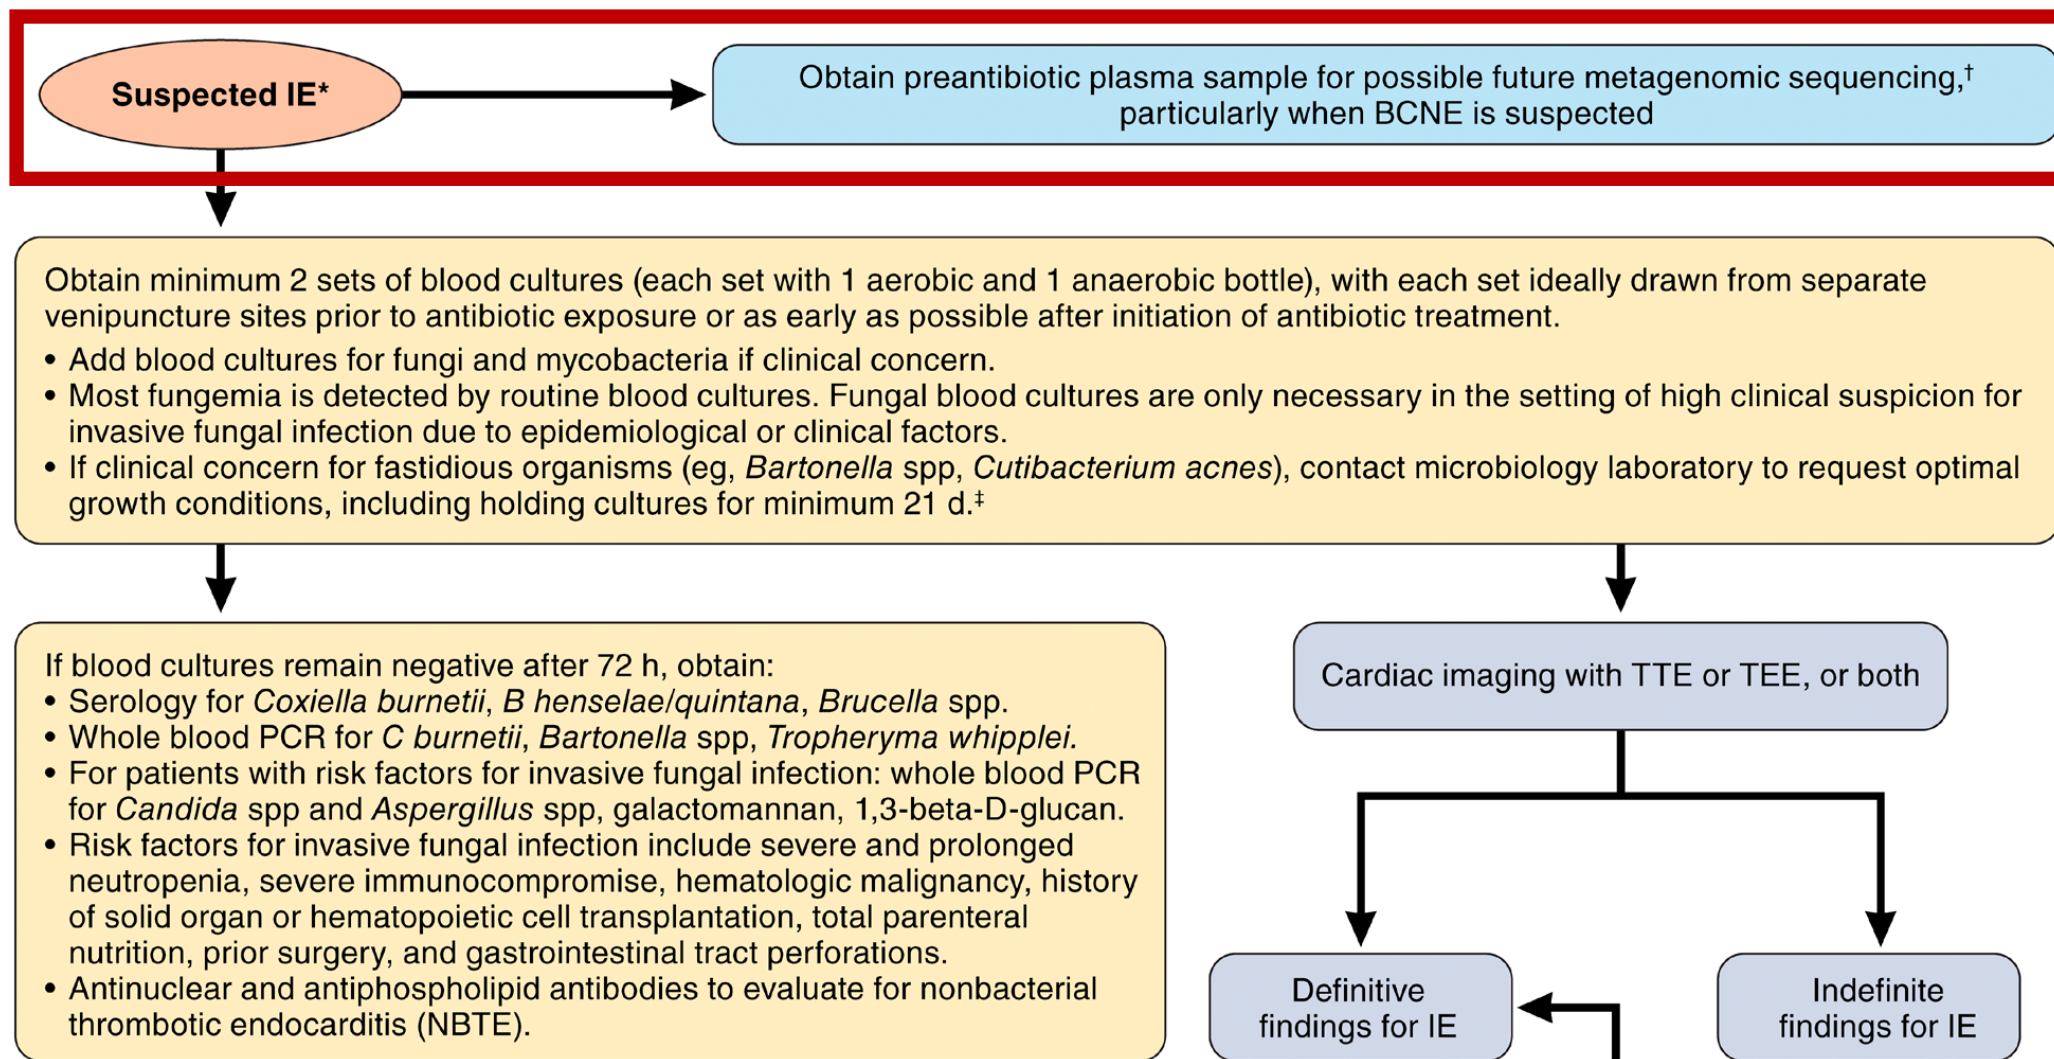 Suspected IE*
Obtain preantibiotic plasma sample for possible future metagenomic sequencing,†
particularly when BCNE is suspected
Obtain minimum 2 sets of blood cultures (each set with 1 aerobic and 1 anaerobic bottle), with each set ideally drawn from separate
venipuncture sites prior to antibiotic exposure or as early as possible after initiation of antibiotic treatment.
• Add blood cultures for fungi and mycobacteria if clinical concern.
• Most fungemia is detected by routine blood cultures. Fungal blood cultures are only necessary in the setting of high clinical suspicion for
invasive fungal infection due to epidemiological or clinical factors.
• If clinical concern for fastidious organisms (eg, Bartonella spp, Cutibacterium acnes), contact microbiology laboratory to request optimal
growth conditions, including holding cultures for minimum 21 d.‡
If blood cultures remain negative after 72 h, obtain:
• Serology for Coxiella burnetii, B henselae/quintana, Brucella spp.
• Whole blood PCR for C burnetii, Bartonella spp, Tropheryma whipplei.
• For patients with risk factors for invasive fungal infection: whole blood PCR
for Candida spp and Aspergillus spp, galactomannan, 1,3-beta-D-glucan.
• Risk factors for invasive fungal infection include severe and prolonged
neutropenia, severe immunocompromise, hematologic malignancy, history
of solid organ or hematopoietic cell transplantation, total parenteral
nutrition, prior surgery, and gastrointestinal tract perforations.
• Antinuclear and antiphospholipid antibodies to evaluate for nonbacterial
thrombotic endocarditis (NBTE).
Cardiac imaging with TTE or TEE, or both
Definitive
findings for IE
Indefinite
findings for IE